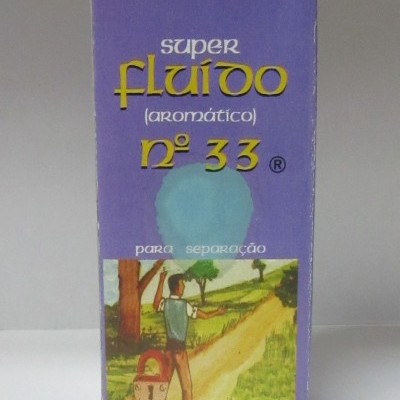 super
fluído
(aromático)
nº 33 ®
para separação